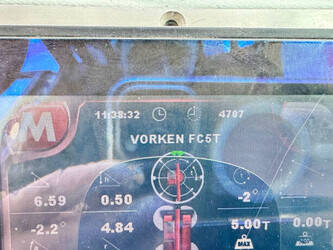 11:38:32 4707
M
VORKEN FC5T
6.59 0.50 -2°
-2.2° 4.84 5.00T 0.00T
MAX